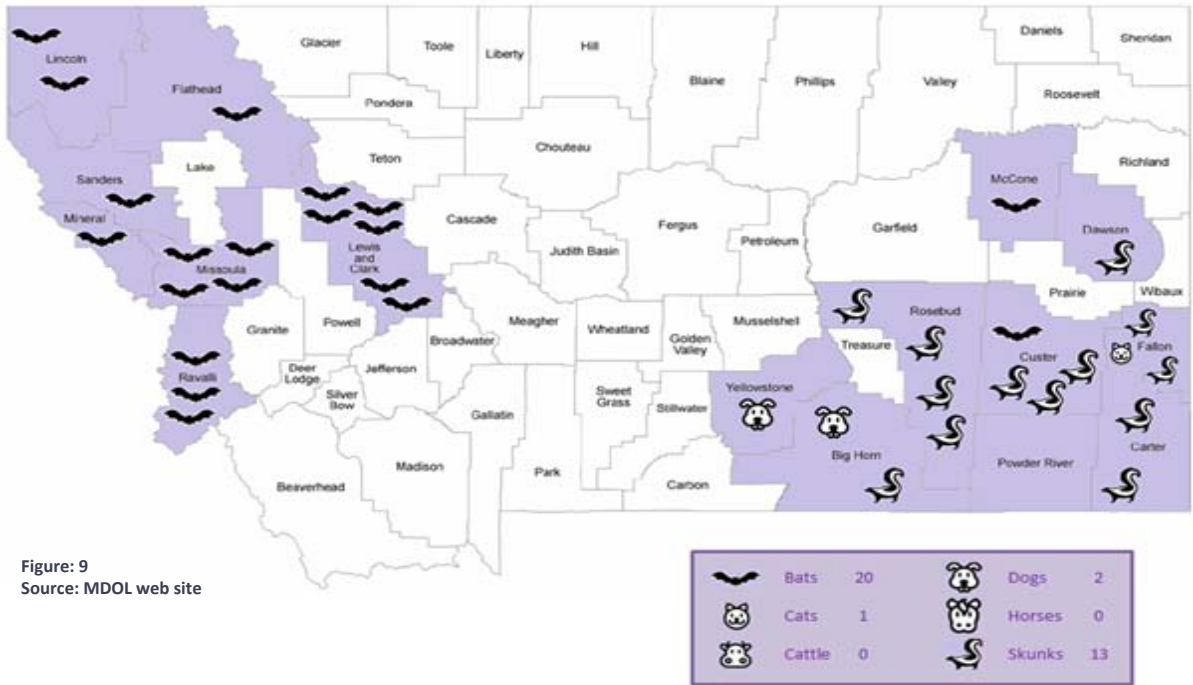 Glacier
Toole
Liberty
Hill
Blaine
Phillips
Valley
Daniels
Sheridan
Lincoln
Flathead
Pondera
Roosevelt
Chouteau
Teton
Lake
Richland
McCone
Sanders
Mineral
Cascade
Fergus
Petroleum
Garfield
Dawson
Judith Basin
Lewis
and
Clark
Missoula
Prairie
Wibaux
Rosebud
Granite
Powell
Meagher
Wheatland
Golden
Valley
Musselshell
Treasure
Custer
Fallon
Broadwater
Jefferson
Deer
Lodge
Ravalli
Silver
Bow
Gallatin
Sweet
Grass
Stillwater
Yellowstone
Big Horn
Powder River
Carter
Madison
Beaverhead
Park
Carbon
Figure: 9
Source: MDOL web site
Bats 20
Dogs 2
Cats 1
Horses 0
Cattle 0
Skunks 13